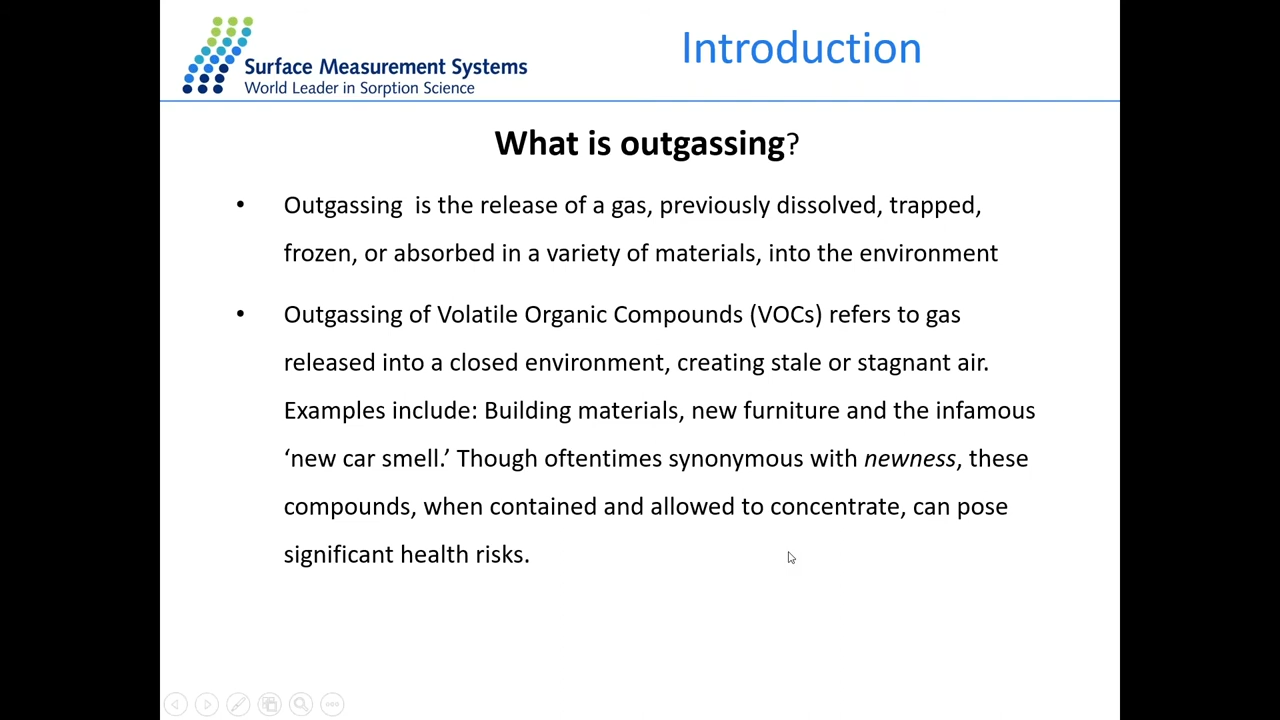 Surface Measurement Systems
World Leader in Sorption Science
Introduction
What is outgassing?
• Outgassing  is the release of a gas, previously dissolved, trapped,
frozen, or absorbed in a variety of materials, into the environment
• Outgassing of Volatile Organic Compounds (VOCs) refers to gas
released into a closed environment, creating stale or stagnant air.
Examples include: Building materials, new furniture and the infamous
‘new car smell.’ Though oftentimes synonymous with newness, these
compounds, when contained and allowed to concentrate, can pose
significant health risks.